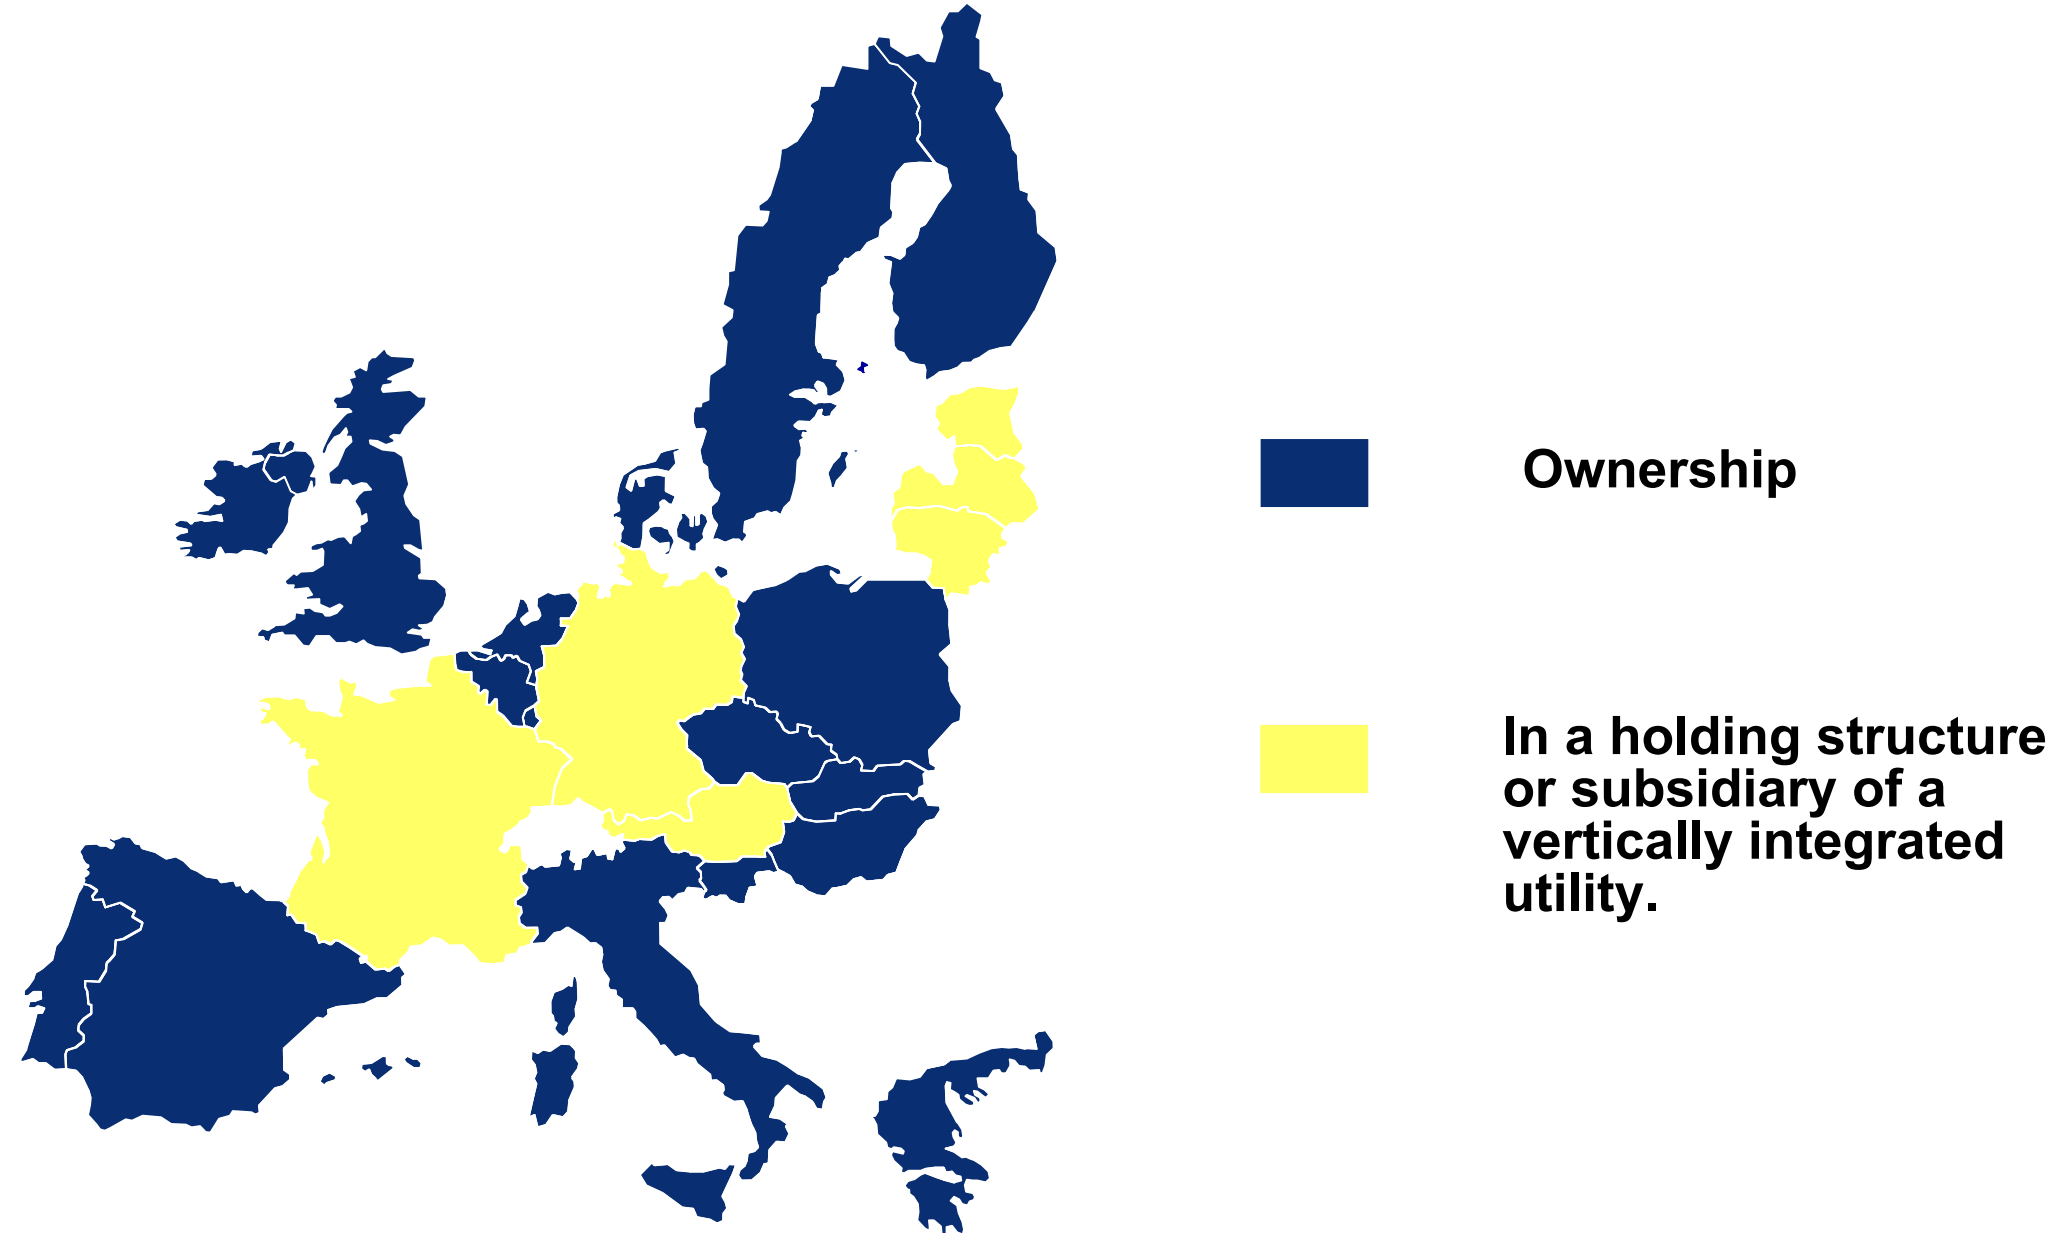 Ownership
In a holding structure
or subsidiary of a
vertically integrated
utility.